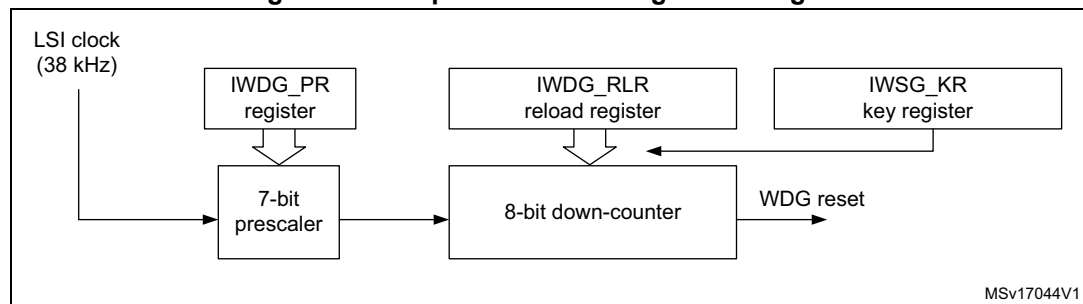 LSI clock
(38 kHz)
IWDG_PR
register
IWDG_RLR
reload register
IWSG_KR
key register
7-bit
prescaler
8-bit down-counter
WDG reset
MSv17044V1